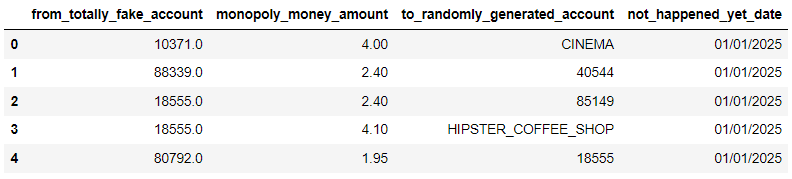 from_totally_fake_account monopoly_money_amount to_randomly_generated_account not_happened_yet_date
0 10371.0 4.00 CINEMA 01/01/2025
1 88339.0 2.40 40544 01/01/2025
2 18555.0 2.40 85149 01/01/2025
3 18555.0 4.10 HIPSTER_COFFEE_SHOP 01/01/2025
4 80792.0 1.95 18555 01/01/2025